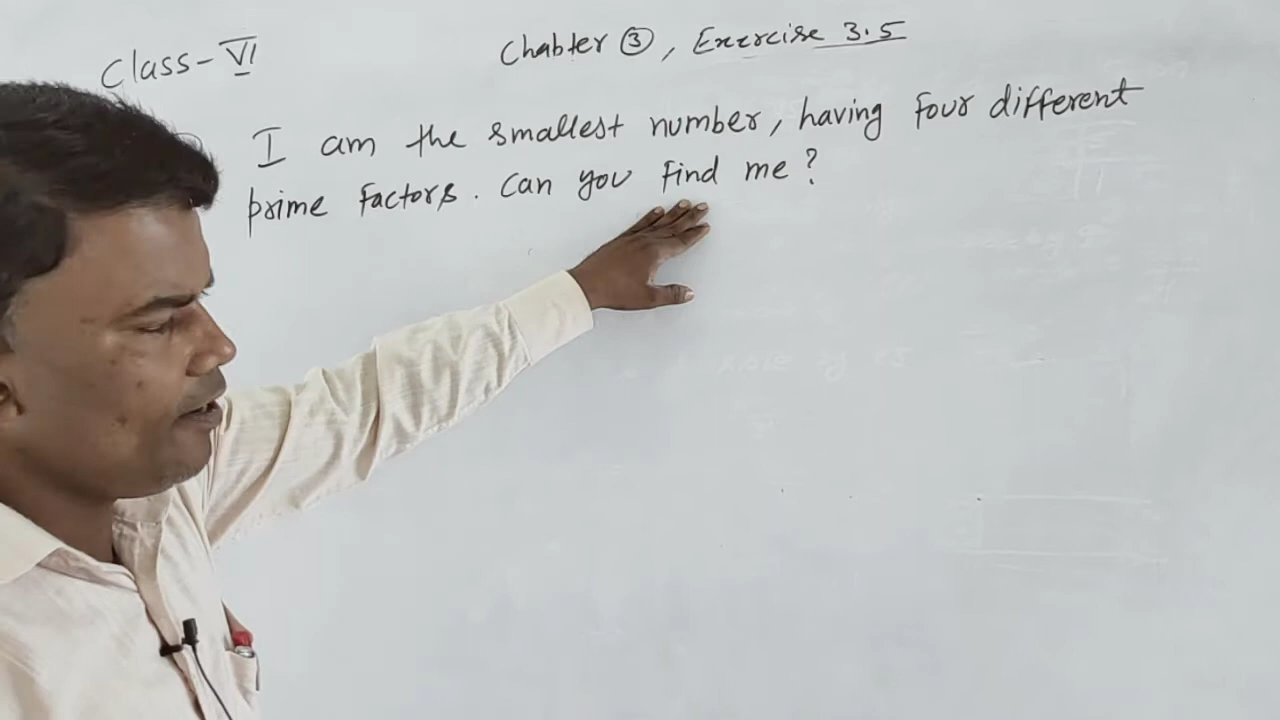 Class-VI
Chabter ③, Exercise 3.5
I am the smallest number, having four different
prime factors. Can you find me?